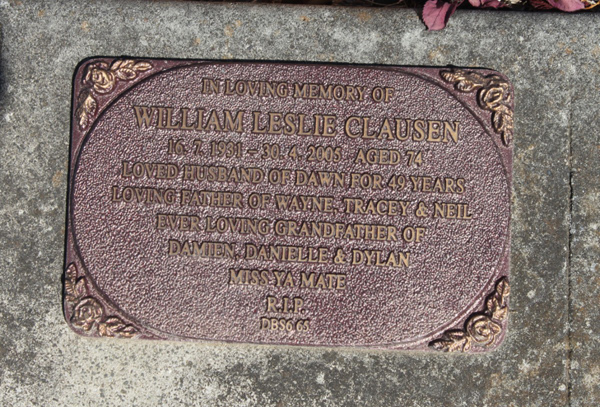 IN LOVING MEMORY OF
WILLIAM LESLIE CLAUSEN
16. 7. 1931 - 30. 4. 2005 AGED 74
LOVED HUSBAND OF DAWN FOR 49 YEARS
LOVING FATHER OF WAYNE, TRACEY & NEIL
EVER LOVING GRANDFATHER OF
DAMIEN, DANIELLE & DYLAN
MISS YA MATE
R.I.P.